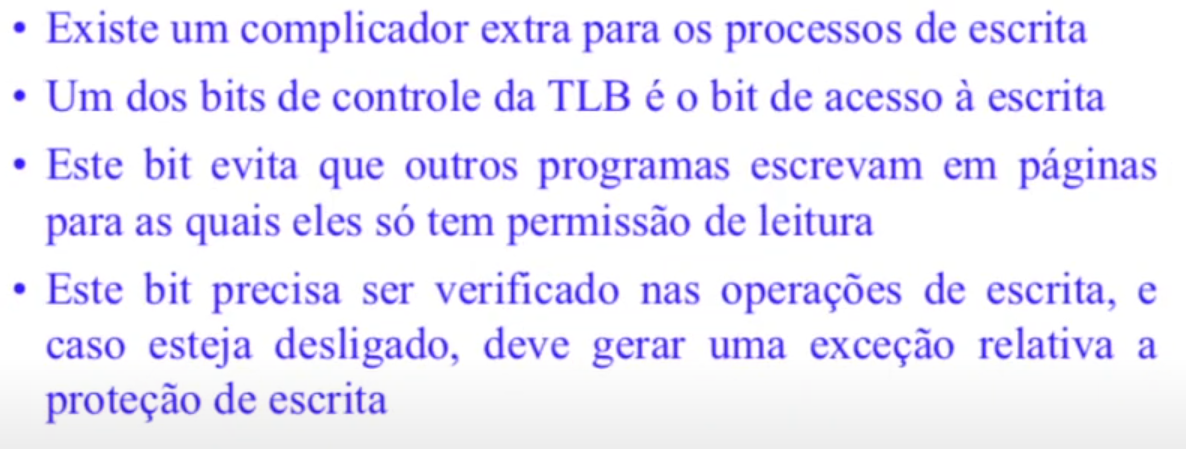 • Existe um complicador extra para os processos de escrita
• Um dos bits de controle da TLB é o bit de acesso à escrita
• Este bit evita que outros programas escrevam em páginas
para as quais eles só tem permissão de leitura
• Este bit precisa ser verificado nas operações de escrita, e
caso esteja desligado, deve gerar uma exceção relativa a
proteção de escrita